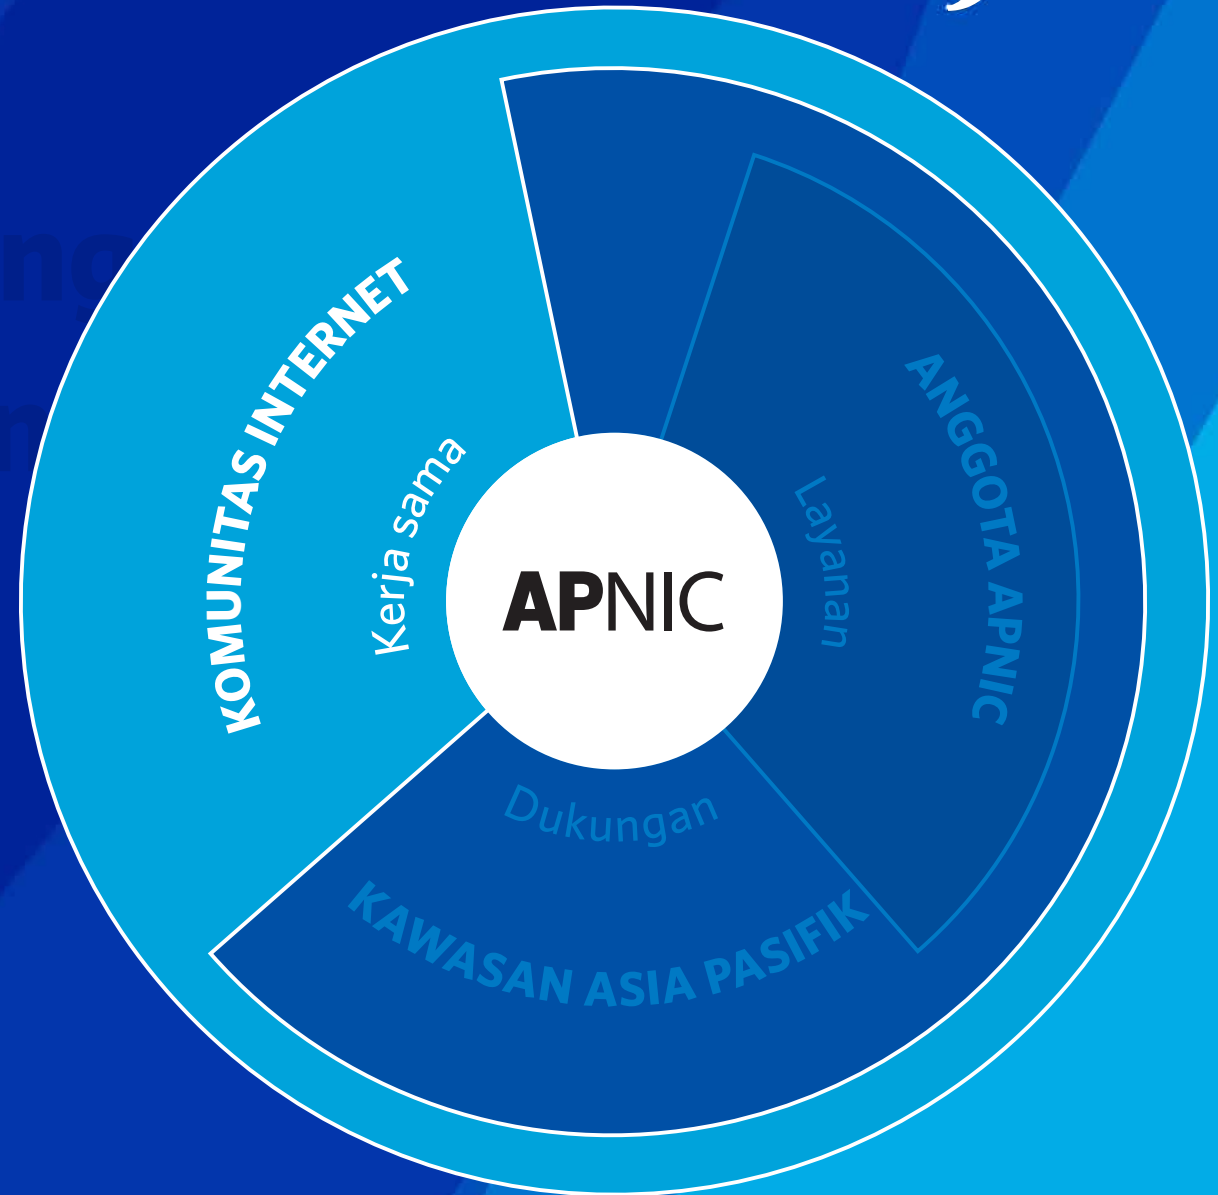 KOMUNITAS INTERNET
Kerja sama
APNIC
Layanan
ANGGOTA APNIC
Dukungan
KAWASAN ASIA PASIFIK